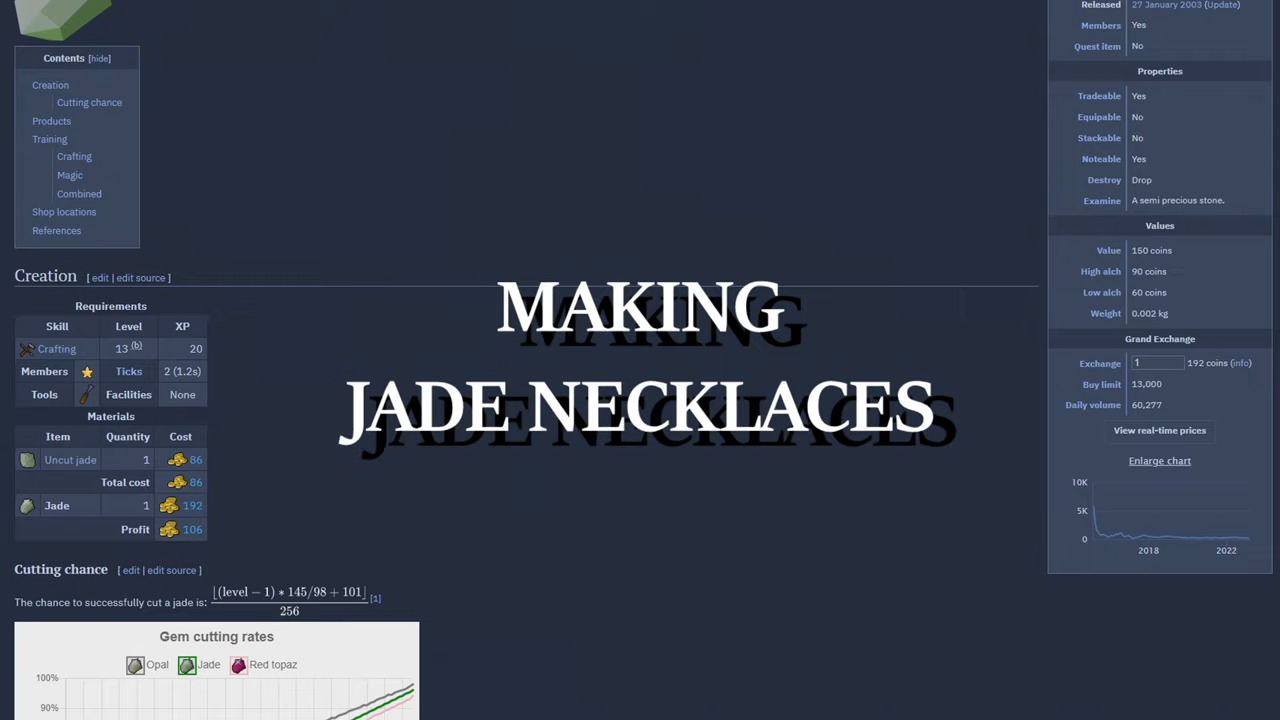 Contents [hide]
Creation
Cutting chance
Products
Training
Crafting
Magic
Combined
Shop locations
References
Released 27 January 2003 (Update)
Members Yes
Quest item No
Properties
Tradeable Yes
Equipable No
Stackable No
Noteable Yes
Destroy Drop
Examine A semi precious stone.
Values
Value 150 coins
High alch 90 coins
Low alch 60 coins
Weight 0.002 kg
Grand Exchange
Exchange 1 192 coins (info)
Buy limit 13,000
Daily volume 60,277
View real-time prices
Enlarge chart
10K
5K
0
2018 2022
MAKING
JADE NECKLACES
Creation [ edit | edit source ]
Requirements
Skill Level XP
Crafting 13 (b) 20
Members Ticks 2 (1.2s)
Tools Facilities None
Materials
Item Quantity Cost
Uncut jade 1 86
Total cost 86
Jade 1 192
Profit 106
Cutting chance [ edit | edit source ]
The chance to successfully cut a jade is: ⌊(level − 1) ∗ 145/98 + 101⌋ / 256 [1]
Gem cutting rates
Opal Jade Red topaz
100%
90%